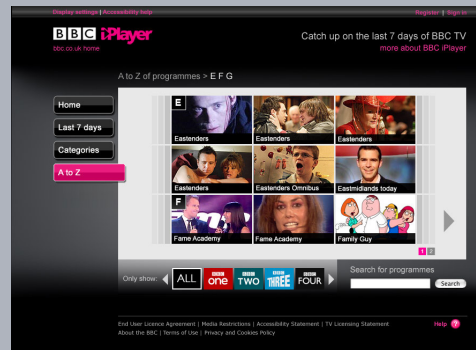 Display settings | Accessibility help
Register | Sign in
BBC iPlayer
bbc.co.uk home
Catch up on the last 7 days of BBC TV
more about BBC iPlayer
A to Z of programmes > E F G
Home
Last 7 days
Categories
A to Z
E
Eastenders
Eastenders
Eastenders
Eastenders
Eastenders Omnibus
Eastmidlands today
F
Fame Academy
Fame Academy
Family Guy
1 2
Only show:
ALL
BBC one
BBC TWO
BBC THREE
BBC FOUR
Search for programmes
Search
End User Licence Agreement | Media Restrictions | Accessibility Statement | TV Licensing Statement
Help ?
About the BBC | Terms of Use | Privacy and Cookies Policy